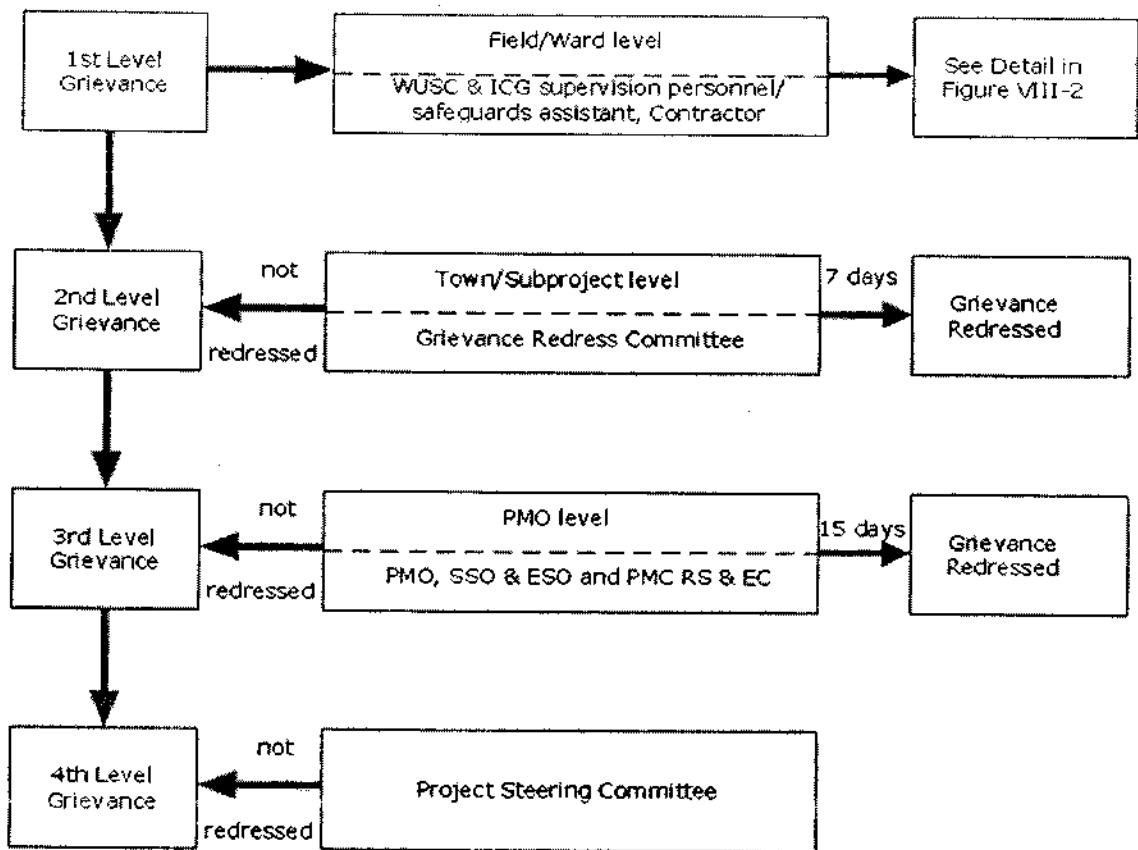 1st Level
Grievance
Field/Ward level
WUSC & ICG supervision personnel/
safeguards assistant, Contractor
See Detail in
Figure VIII-2
2nd Level
Grievance
not
redressed
Town/Subproject level
Grievance Redress Committee
7 days
Grievance
Redressed
3rd Level
Grievance
not
redressed
PMO level
PMO, SSO & ESO and PMC RS & EC
15 days
Grievance
Redressed
4th Level
Grievance
not
redressed
Project Steering Committee